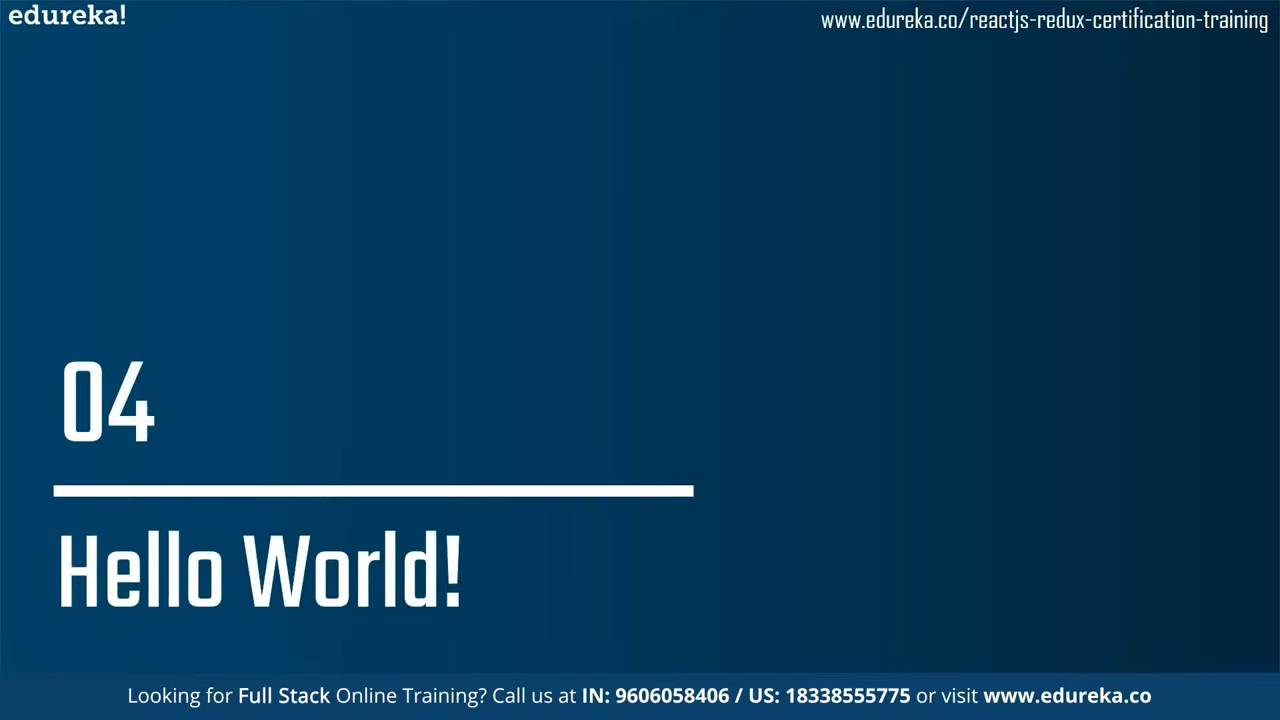 edureka!
www.edureka.co/reactjs-redux-certification-training
04
Hello World!
Looking for Full Stack Online Training? Call us at IN: 9606058406 / US: 18338555775 or visit www.edureka.co